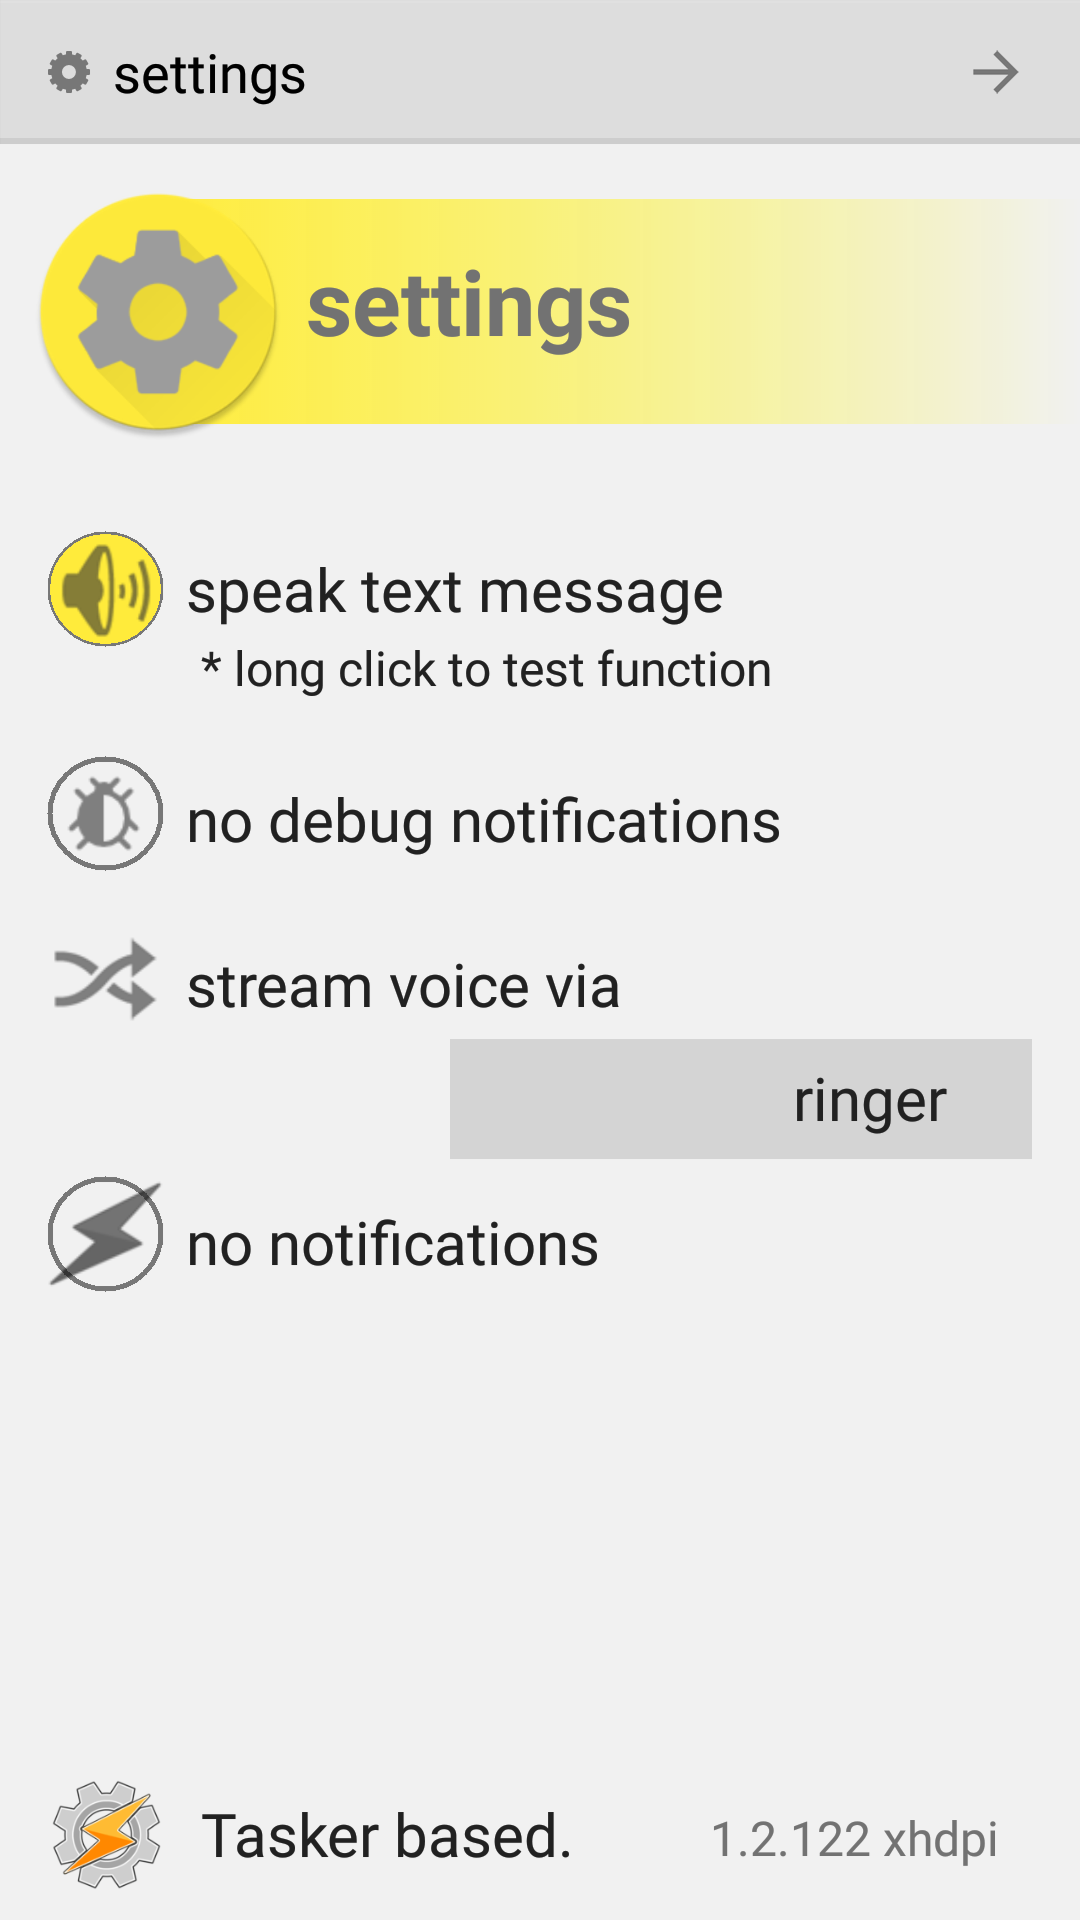 settings
settings
speak text message
* long click to test function
no debug notifications
stream voice via
ringer
no notifications
Tasker based.
1.2.122 xhdpi